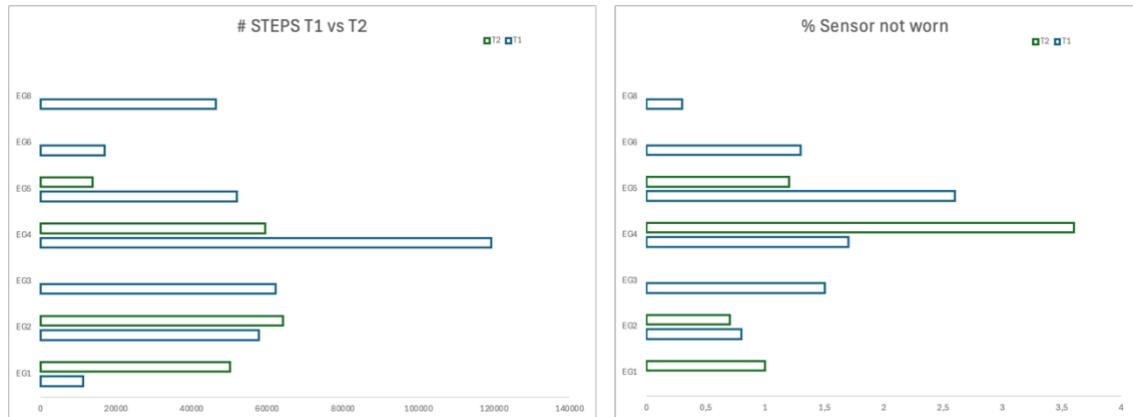 # STEPS T1 vs T2
T2 T1
EG8
EG6
EG5
EG4
EG3
EG2
EG1
0 20000 40000 60000 80000 100000 120000 140000
% Sensor not worn
T2 T1
EG8
EG6
EG5
EG4
EG3
EG2
EG1
0 0,5 1 1,5 2 2,5 3 3,5 4